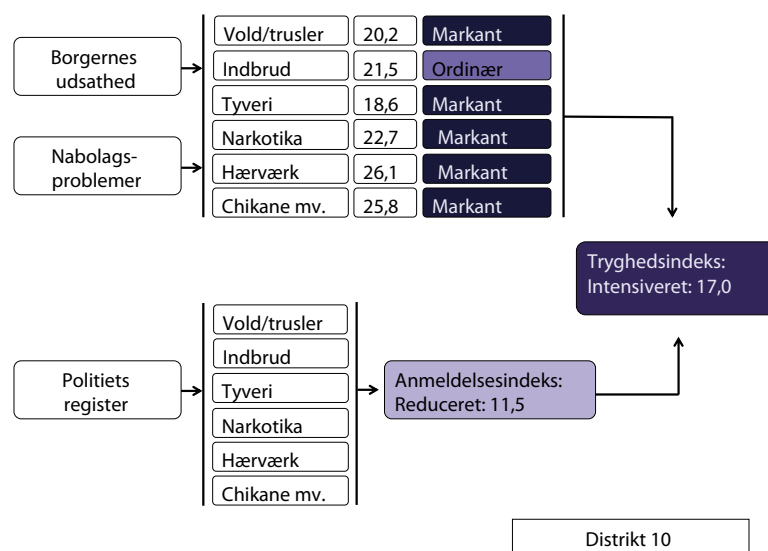 Borgernes
udsathed
Nabolags-
problemer
Vold/trusler 20,2 Markant
Indbrud 21,5 Ordinær
Tyveri 18,6 Markant
Narkotika 22,7 Markant
Hærværk 26,1 Markant
Chikane mv. 25,8 Markant
Tryghedsindeks:
Intensiveret: 17,0
Politiets
register
Vold/trusler
Indbrud
Tyveri
Narkotika
Hærværk
Chikane mv.
Anmeldelsesindeks:
Reduceret: 11,5
Distrikt 10